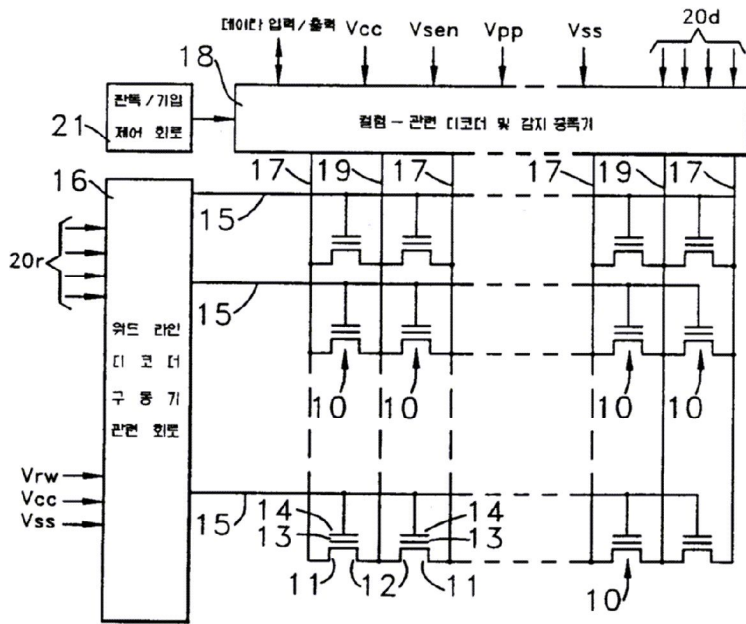 데이타 입력/출력 Vcc Vsen Vpp Vss 20d
18
판독/기입
제어 회로
21
컬럼-관련 디코더 및 감지 증폭기
16 17 19 17 17 19 17
15
20r
15
워드 라인
디코더
구동기
관련 회로
10 10 10 10
Vrw
Vcc
Vss
15 14 14
13 13
11 12 12 11 10